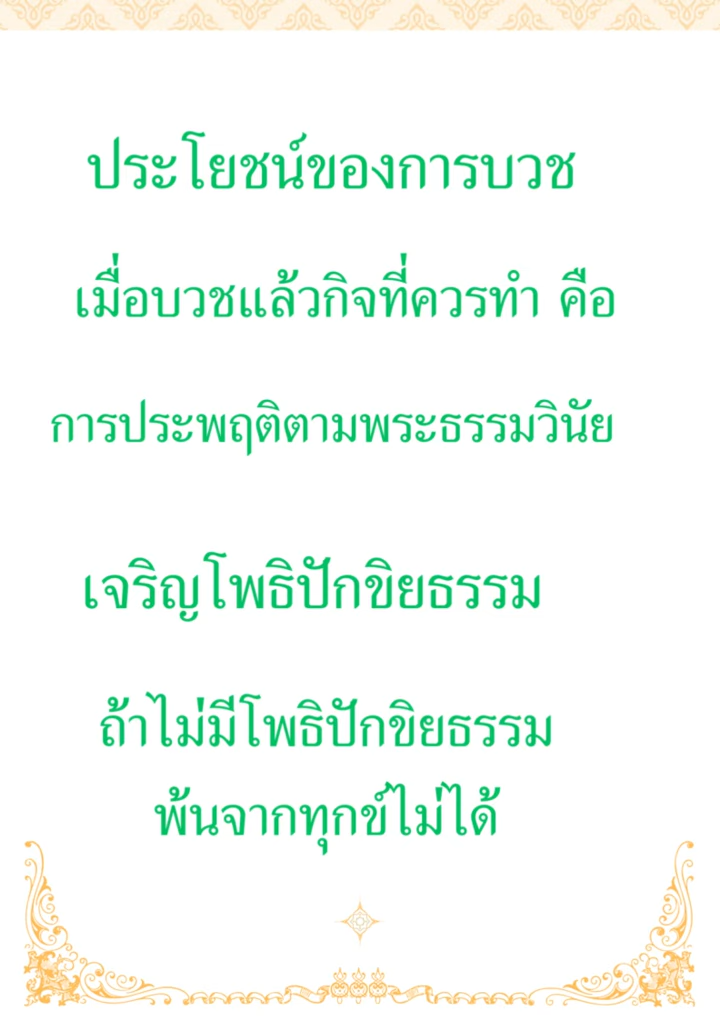 ประโยชน์ของการบวช
เมื่อบวชแล้วกิจที่ควรทำ คือ
การประพฤติตามพระธรรมวินัย
เจริญโพธิปักขิยธรรม
ถ้าไม่มีโพธิปักขิยธรรม
พ้นจากทุกข์ไม่ได้